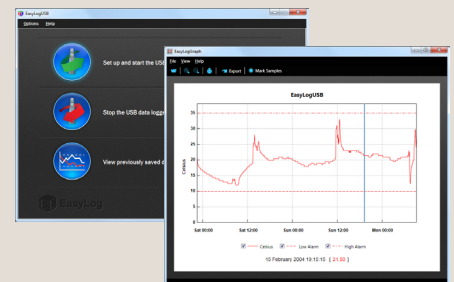 EasyLogUSB
Options Help
Set up and start the USB
Stop the USB data logge
View previously saved d
EasyLog
EasyLogGraph
File View Help
Export Mark Samples
EasyLogUSB
35
30
25
20
15
10
5
0
Celsius
Sat 00:00 Sat 12:00 Sun 00:00 Sun 12:00 Mon 00:00
Celsius Low Alarm High Alarm
15 February 2004 19:15:15 [ 21.50 ]